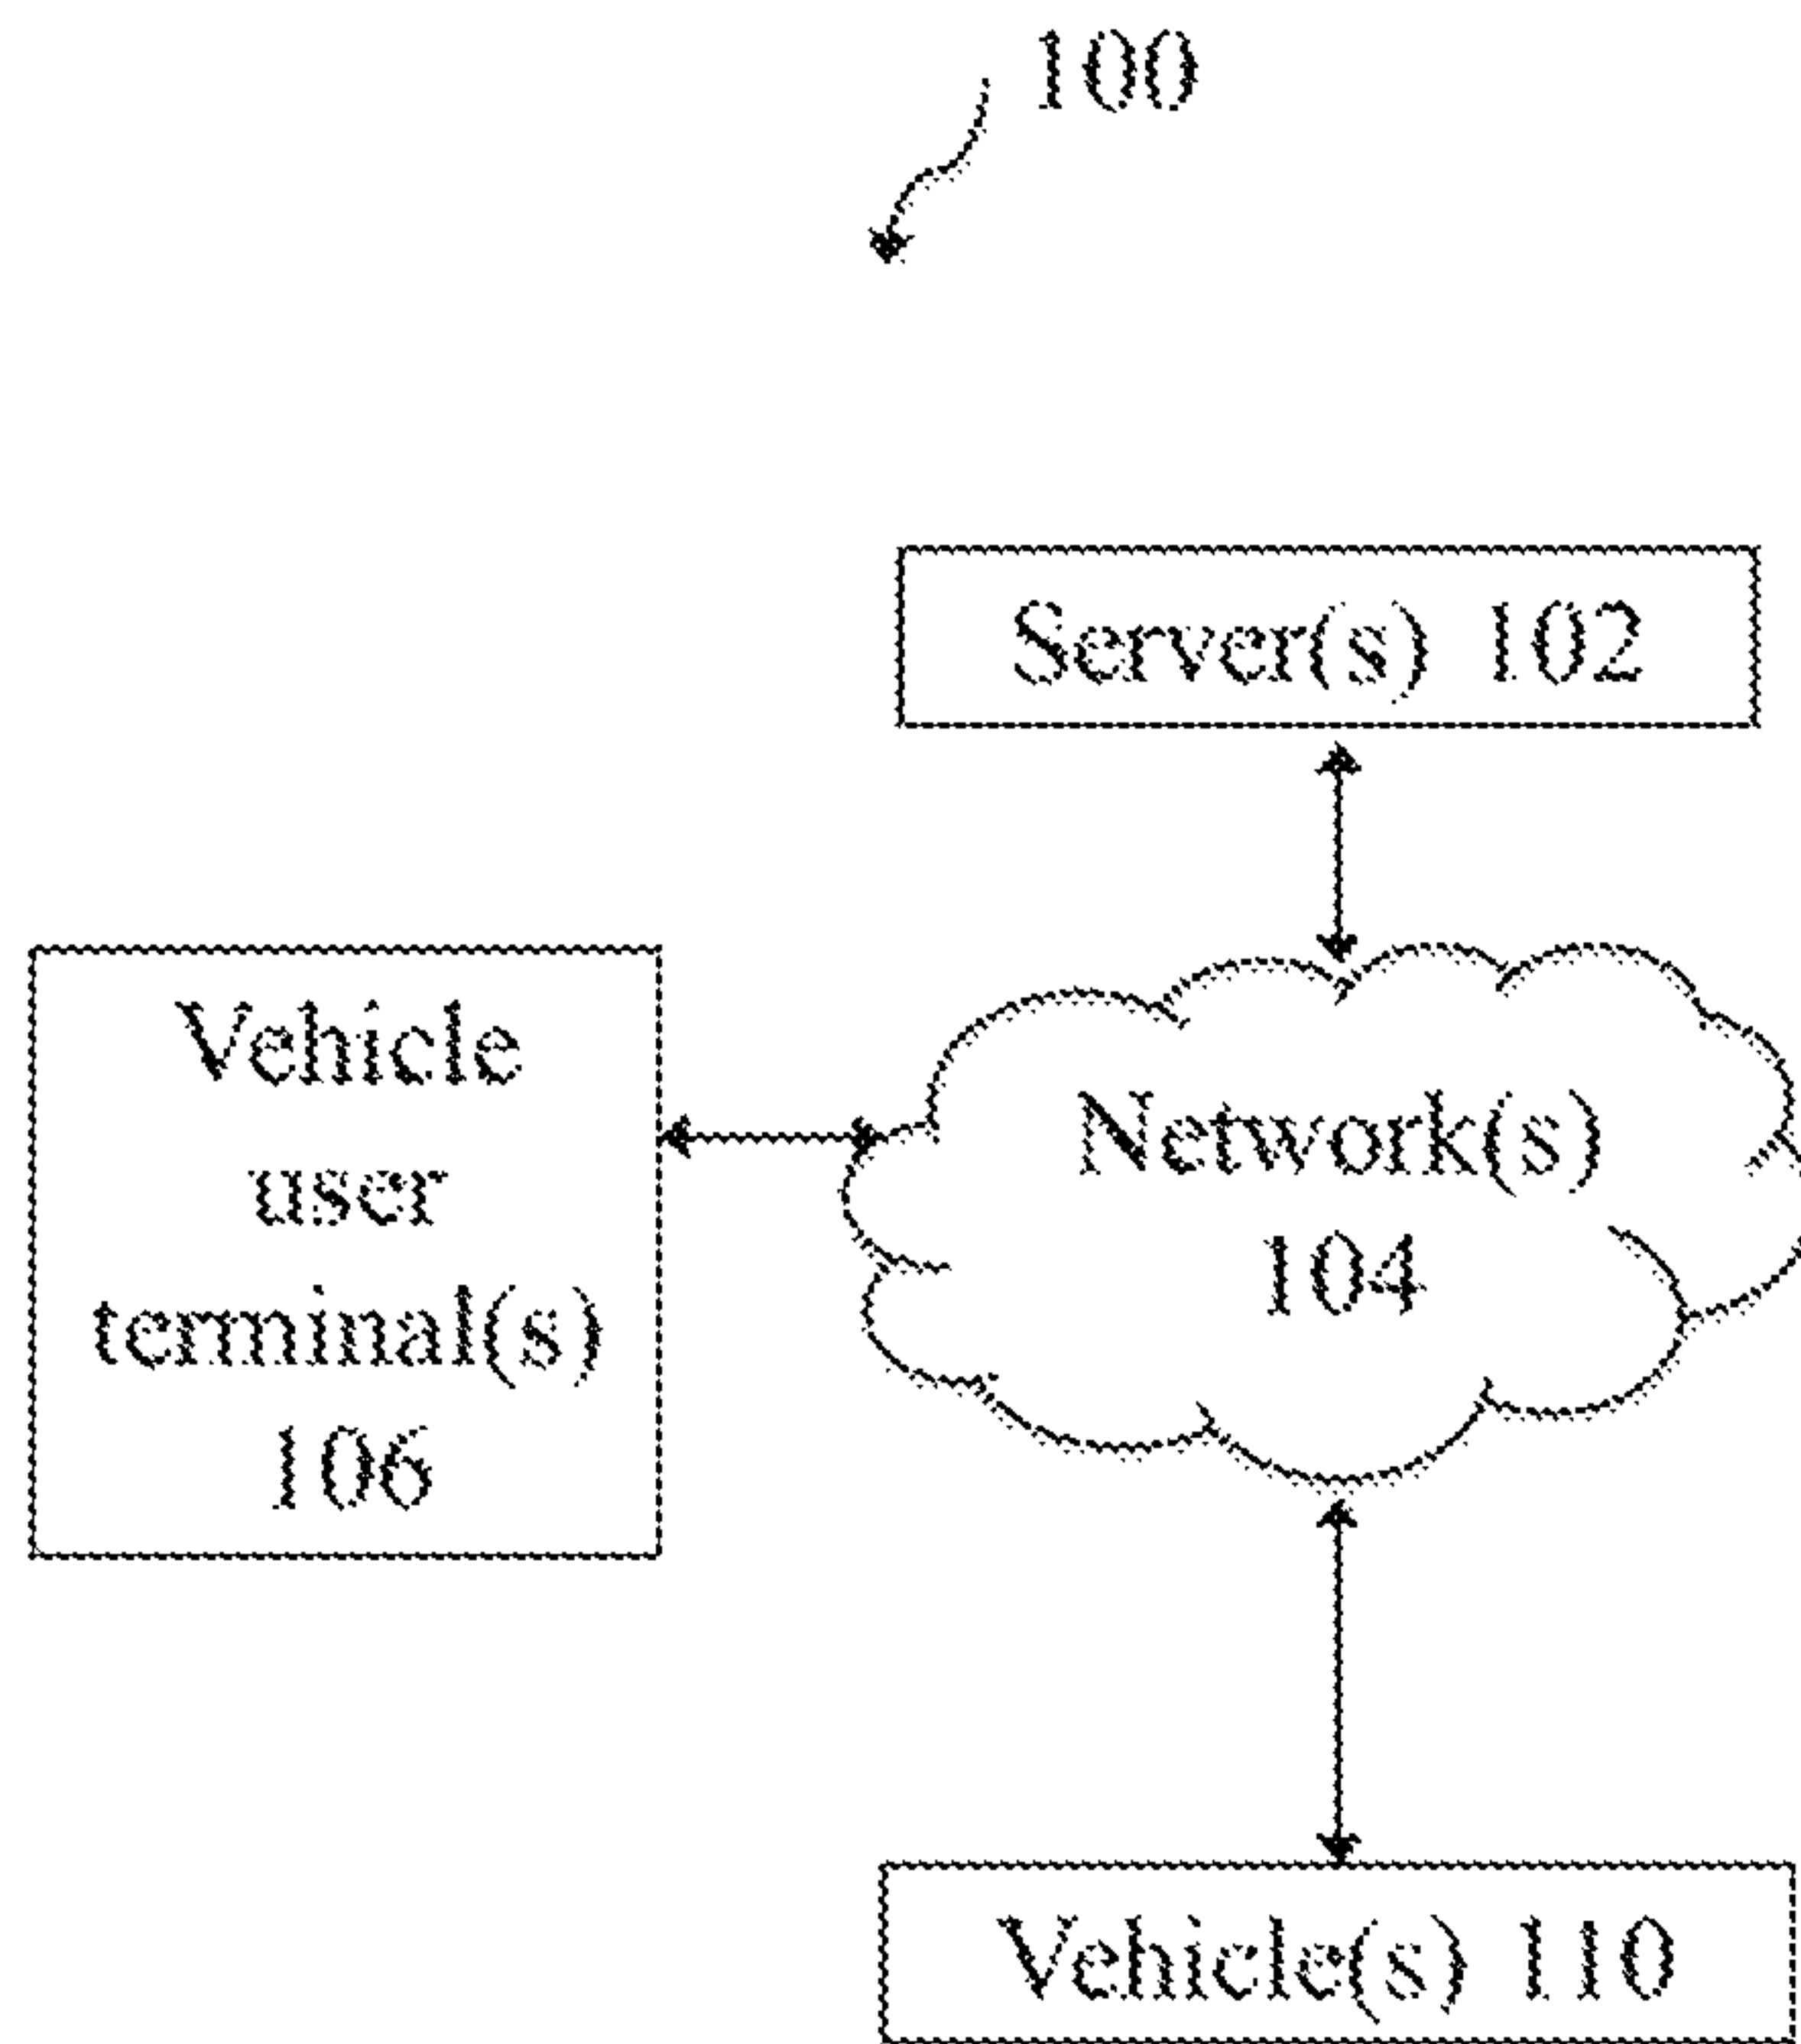 100
Server(s) 102
Vehicle
user
terminal(s)
106
Network(s)
104
Vehicle(s) 110